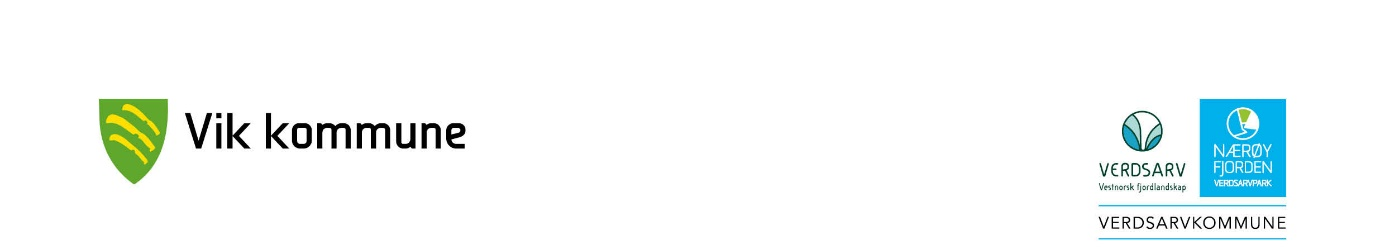 Vik kommune
VERDSARV
Vestnorsk fjordlandskap
NÆRØY
FJORDEN
VERDSARVPARK
VERDSARVKOMMUNE